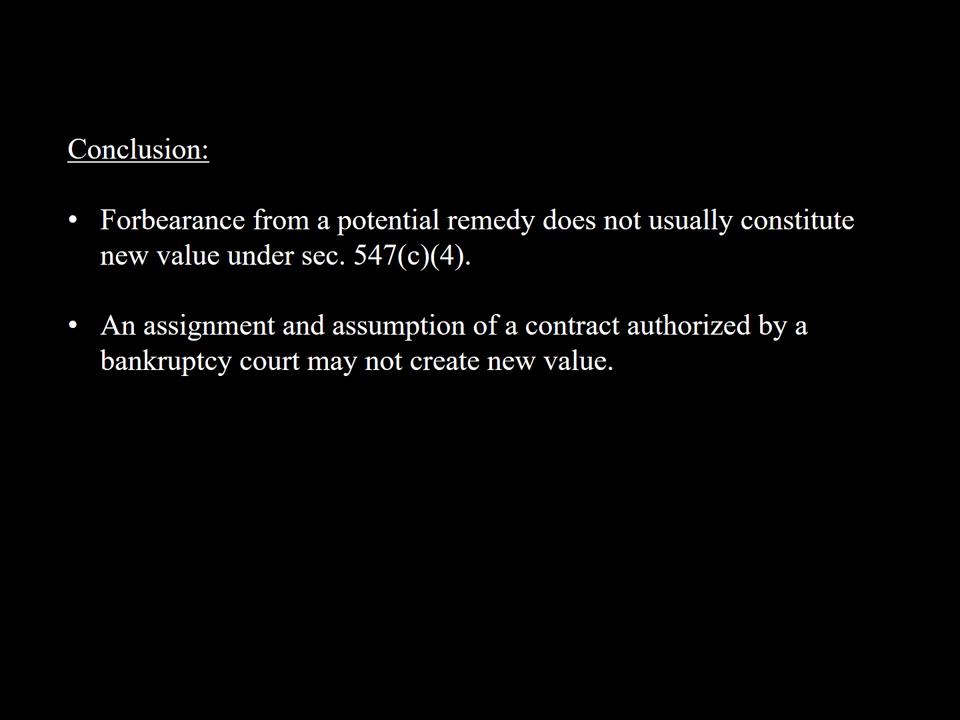 Conclusion:
• Forbearance from a potential remedy does not usually constitute
new value under sec. 547(c)(4).
• An assignment and assumption of a contract authorized by a
bankruptcy court may not create new value.